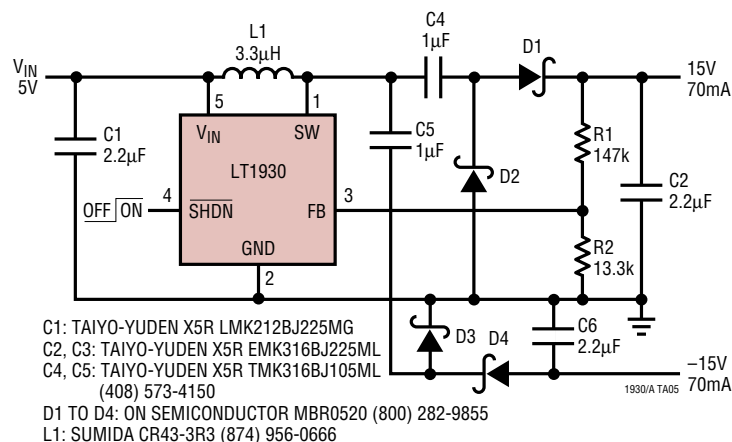 L1
3.3µH
C4
1µF
D1
VIN
5V
15V
70mA
5
1
C1
2.2µF
VIN
SW
C5
1µF
R1
147k
LT1930
D2
C2
2.2µF
OFF ON
4
SHDN
FB
3
GND
R2
13.3k
2
C1: TAIYO-YUDEN X5R LMK212BJ225MG
C2, C3: TAIYO-YUDEN X5R EMK316BJ225ML
C4, C5: TAIYO-YUDEN X5R TMK316BJ105ML
(408) 573-4150
D1 TO D4: ON SEMICONDUCTOR MBR0520 (800) 282-9855
L1: SUMIDA CR43-3R3 (874) 956-0666
D3
D4
C6
2.2µF
–15V
70mA
1930/A TA05